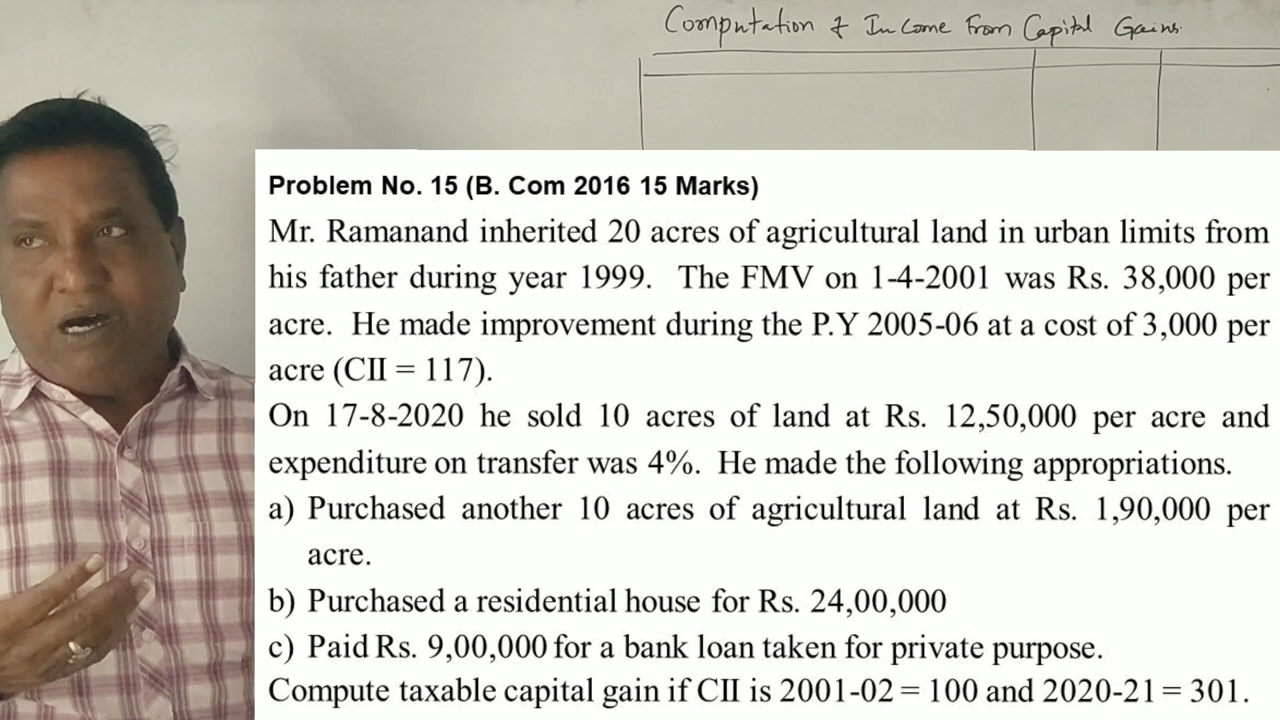 Computation of Income From Capital Gains.
Problem No. 15 (B. Com 2016 15 Marks)
Mr. Ramanand inherited 20 acres of agricultural land in urban limits from
his father during year 1999. The FMV on 1-4-2001 was Rs. 38,000 per
acre. He made improvement during the P.Y 2005-06 at a cost of 3,000 per
acre (CII = 117).
On 17-8-2020 he sold 10 acres of land at Rs. 12,50,000 per acre and
expenditure on transfer was 4%. He made the following appropriations.
a) Purchased another 10 acres of agricultural land at Rs. 1,90,000 per
acre.
b) Purchased a residential house for Rs. 24,00,000
c) Paid Rs. 9,00,000 for a bank loan taken for private purpose.
Compute taxable capital gain if CII is 2001-02 = 100 and 2020-21 = 301.